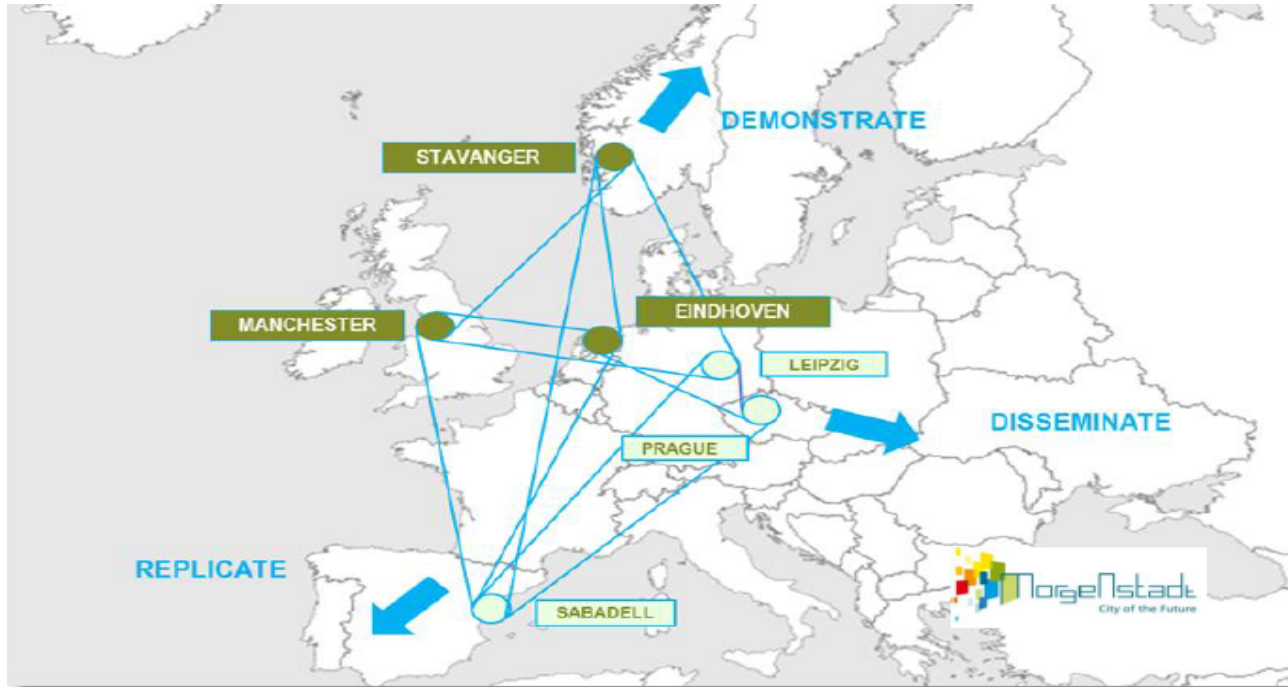 DEMONSTRATE
STAVANGER
EINDHOVEN
MANCHESTER
LEIPZIG
DISSEMINATE
PRAGUE
REPLICATE
MorgeNstadt
City of the Future
SABADELL